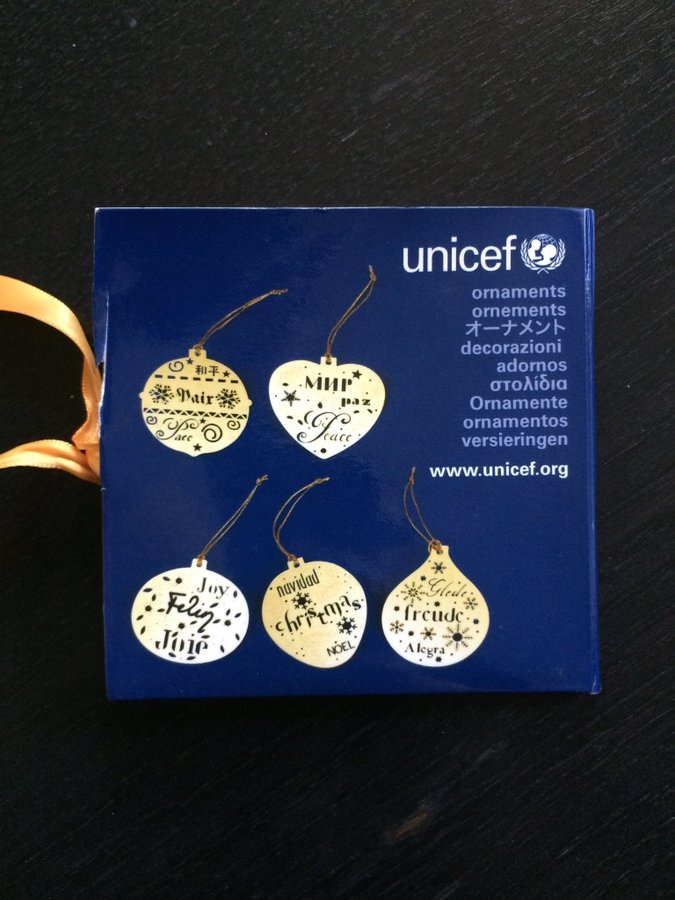 unicef
ornaments
ornements
オーナメント
decorazioni
adornos
στολίδια
Ornamente
ornamentos
versieringen
www.unicef.org
和平
Pair
Pace
мир
paz
Peace
Joy
Feliz
Joie
navidad
christmas
NOËL
Glede
freude
Alegra